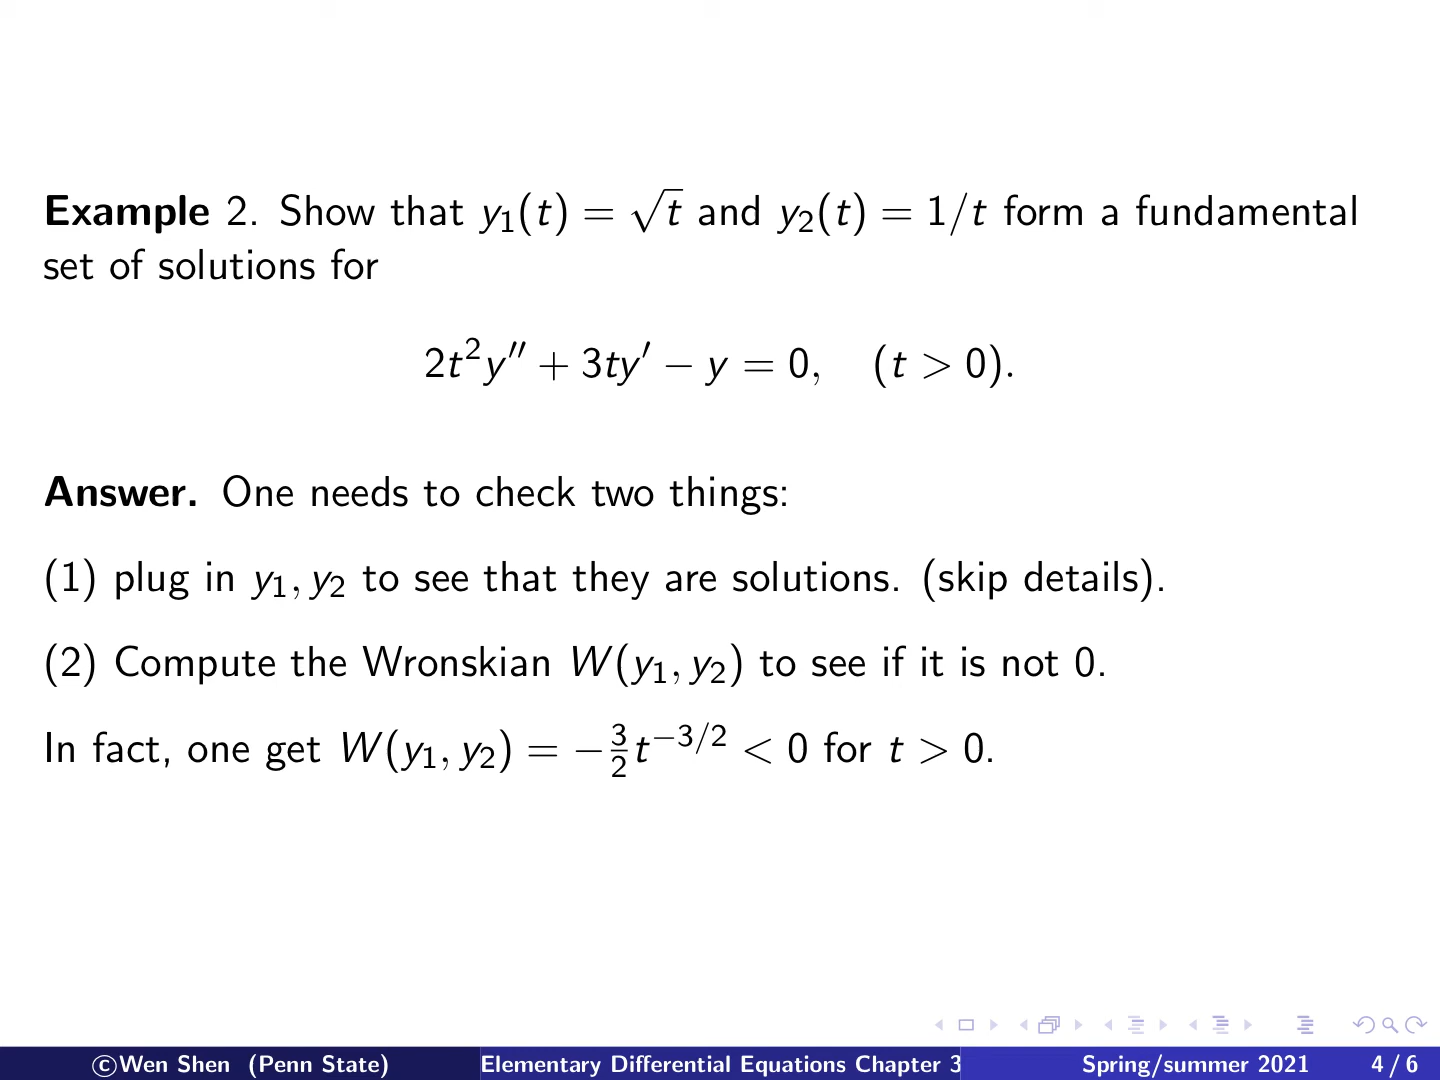 Example 2. Show that y₁(t) = √t and y₂(t) = 1/t form a fundamental
set of solutions for
2t²y′′ + 3ty′ − y = 0, (t > 0).
Answer. One needs to check two things:
(1) plug in y₁, y₂ to see that they are solutions. (skip details).
(2) Compute the Wronskian W(y₁, y₂) to see if it is not 0.
In fact, one get W(y₁, y₂) = −3/2 t^{−3/2} < 0 for t > 0.
©Wen Shen (Penn State) Elementary Differential Equations Chapter 3 Spring/summer 2021 4 / 6